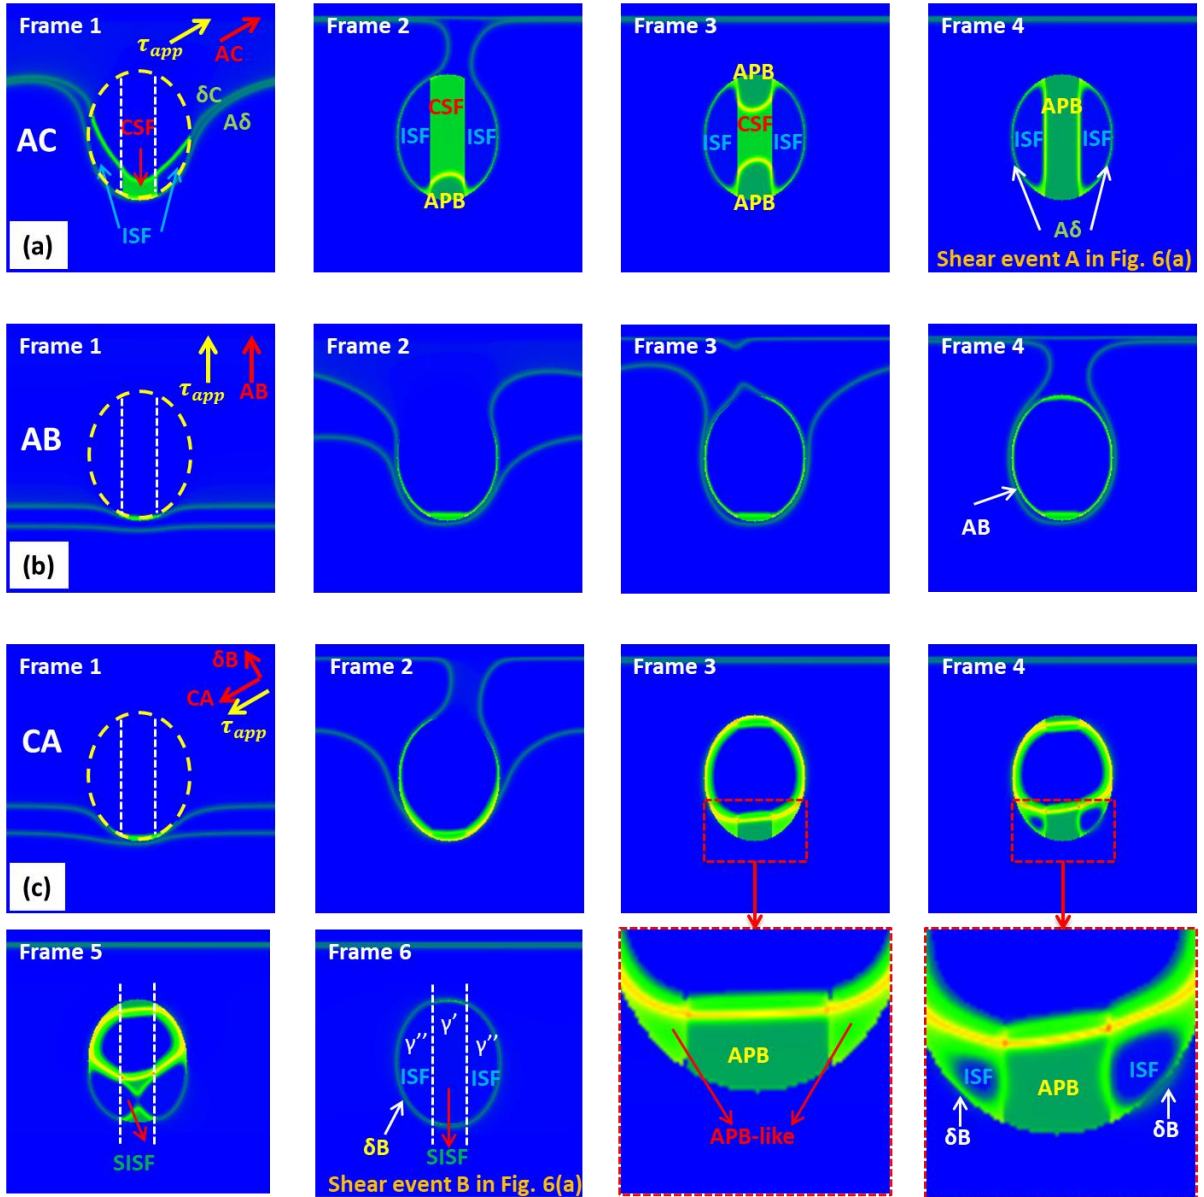 Frame 1
τapp
AC
δC
Aδ
CSF
AC
ISF
(a)
Frame 2
CSF
ISF
ISF
APB
Frame 3
APB
CSF
ISF
ISF
APB
Frame 4
APB
ISF
ISF
Aδ
Shear event A in Fig. 6(a)
Frame 1
τapp
AB
AB
(b)
Frame 2
Frame 3
Frame 4
AB
Frame 1
δB
CA
τapp
CA
(c)
Frame 2
Frame 3
Frame 4
Frame 5
SISF
Frame 6
γ'
γ''
γ''
ISF
ISF
δB
SISF
Shear event B in Fig. 6(a)
APB
APB-like
ISF
ISF
APB
δB
δB